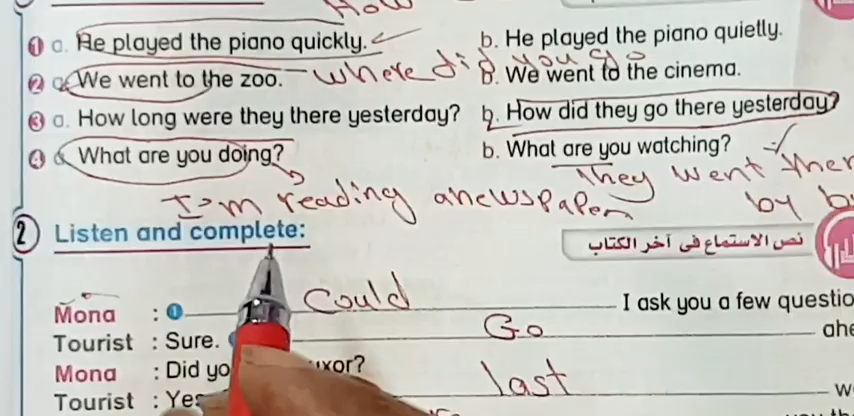 How
1 a. He played the piano quickly. b. He played the piano quietly.
2 a. We went to the zoo. where did you go b. We went to the cinema.
3 a. How long were they there yesterday? b. How did they go there yesterday?
4 a. What are you doing? b. What are you watching?
They went ther
I'm reading anewspaper by b
2 Listen and complete: نص الاستماع فى آخر الكتاب
Mona : 1 Could I ask you a few questio
Tourist : Sure. Go ahe
Mona : Did yo uxor?
Tourist : Yes last w